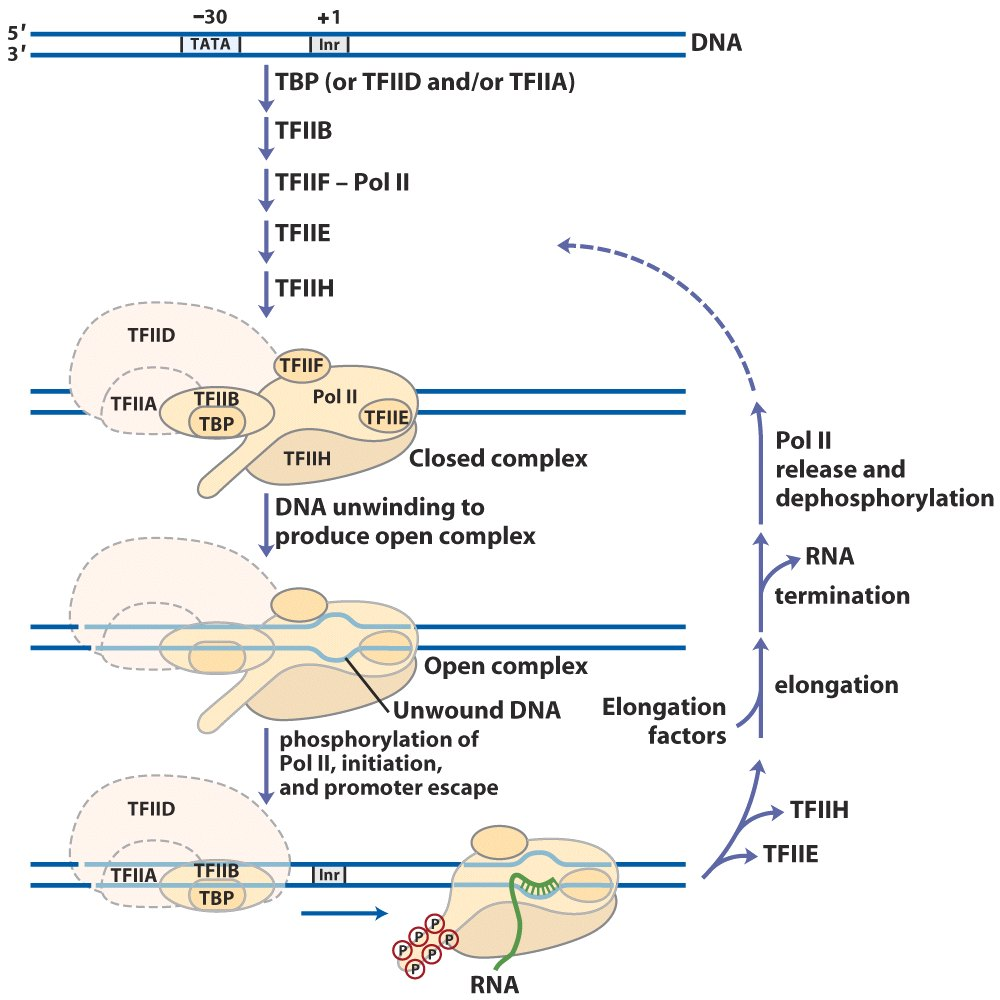 −30 +1
5′
3′
TATA Inr
DNA
TBP (or TFIID and/or TFIIA)
TFIIB
TFIIF – Pol II
TFIIE
TFIIH
TFIID
TFIIF
TFIIA
TFIIB
TBP
Pol II
TFIIE
TFIIH
Closed complex
DNA unwinding to
produce open complex
Open complex
Unwound DNA
phosphorylation of
Pol II, initiation,
and promoter escape
TFIID
TFIIA
TFIIB
TBP
Inr
P
P
P
P
P
P
RNA
TFIIE
TFIIH
Elongation
factors
elongation
termination
RNA
Pol II
release and
dephosphorylation